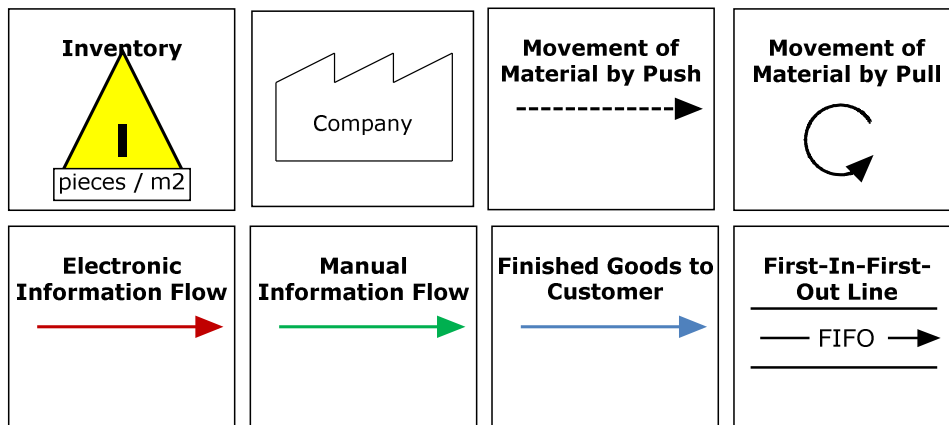 Inventory
I
pieces / m2
Company
Movement of
Material by Push
Movement of
Material by Pull
Electronic
Information Flow
Manual
Information Flow
Finished Goods to
Customer
First-In-First-
Out Line
FIFO